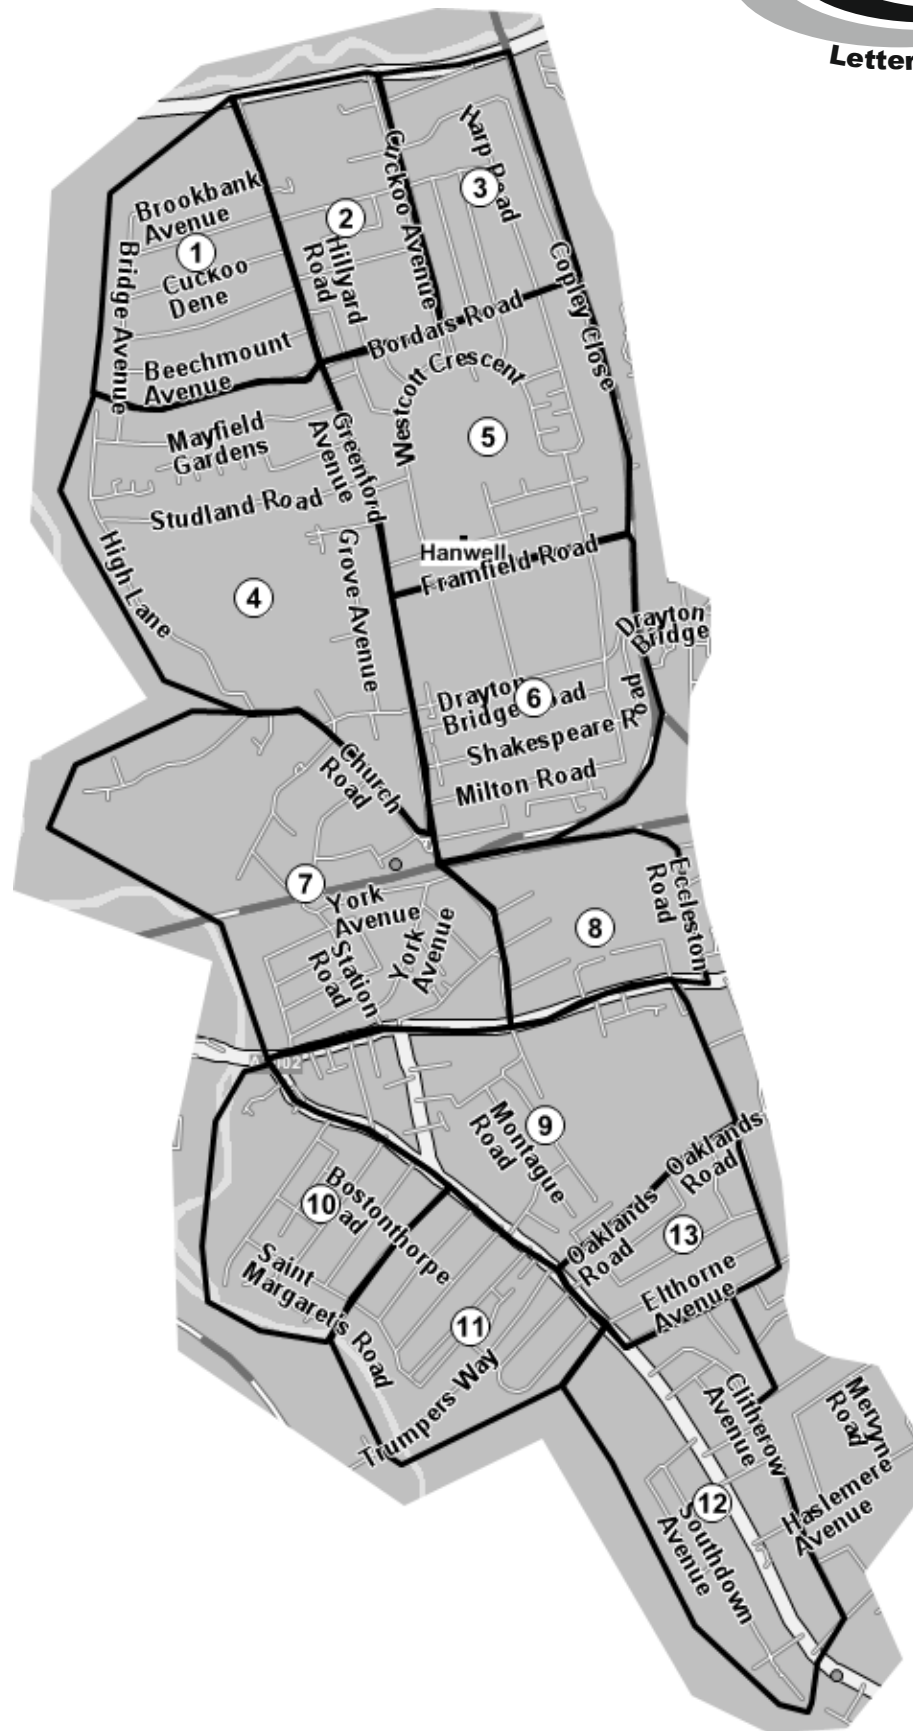 Letter
Harp Road
3
Cuckoo Avenue
Brookbank
Avenue
2
1
Hillyard
Road
Cuckoo
Dene
Bridge Avenue
Copley Close
Bordars Road
Beechmount
Avenue
Westcott Crescent
Mayfield
Gardens
Greenford
Avenue
5
Studland Road
High Lane
Grove Avenue
Hanwell
Framfield Road
4
Drayton
Bridge
Drayton
Bridge Road
6
Shakespeare Road
Milton Road
Church
Road
7
York
Avenue
York
Avenue
Station
Road
8
Eccleston
Road
9
Montague
Road
Oaklands
Road
Bostonthorpe
Road
10
Oaklands
Road
13
Saint
Margaret's Road
Elthorne
Avenue
11
Trumpers Way
Clitherow
Avenue
Mervyn
Road
Haslemere
Avenue
12
Southdown
Avenue